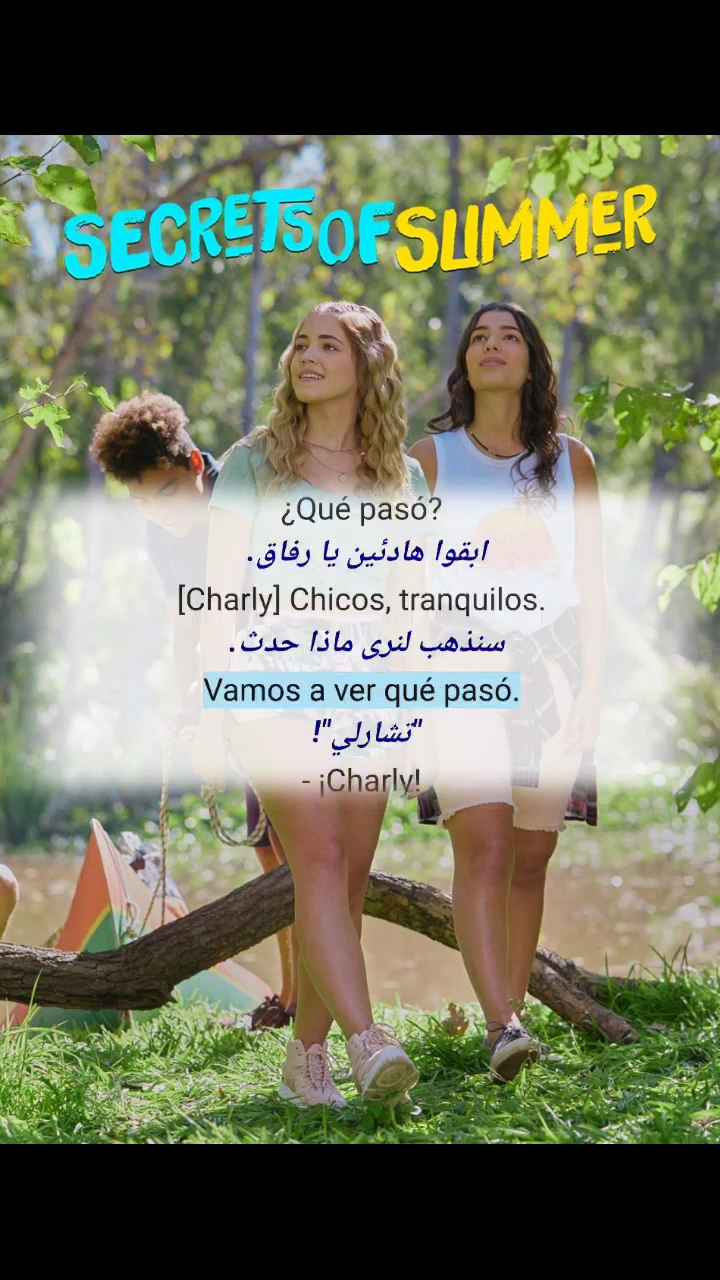 SECRETS OF SUMMER
¿Qué pasó?
ابقوا هادئين يا رفاق.
[Charly] Chicos, tranquilos.
سنذهب لنرى ماذا حدث.
Vamos a ver qué pasó.
"تشارلي"!
- ¡Charly!